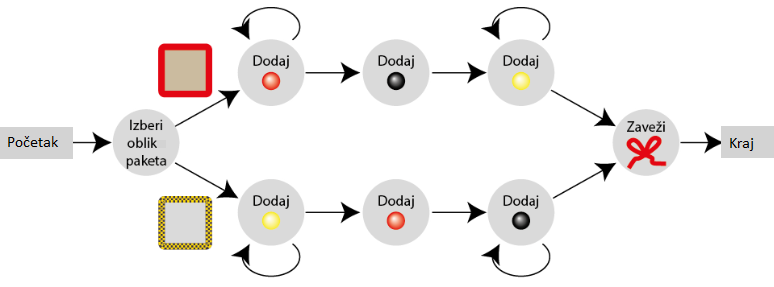 Početak
Izberi
oblik
paketa
Dodaj
Dodaj
Dodaj
Dodaj
Dodaj
Dodaj
Zaveži
Kraj